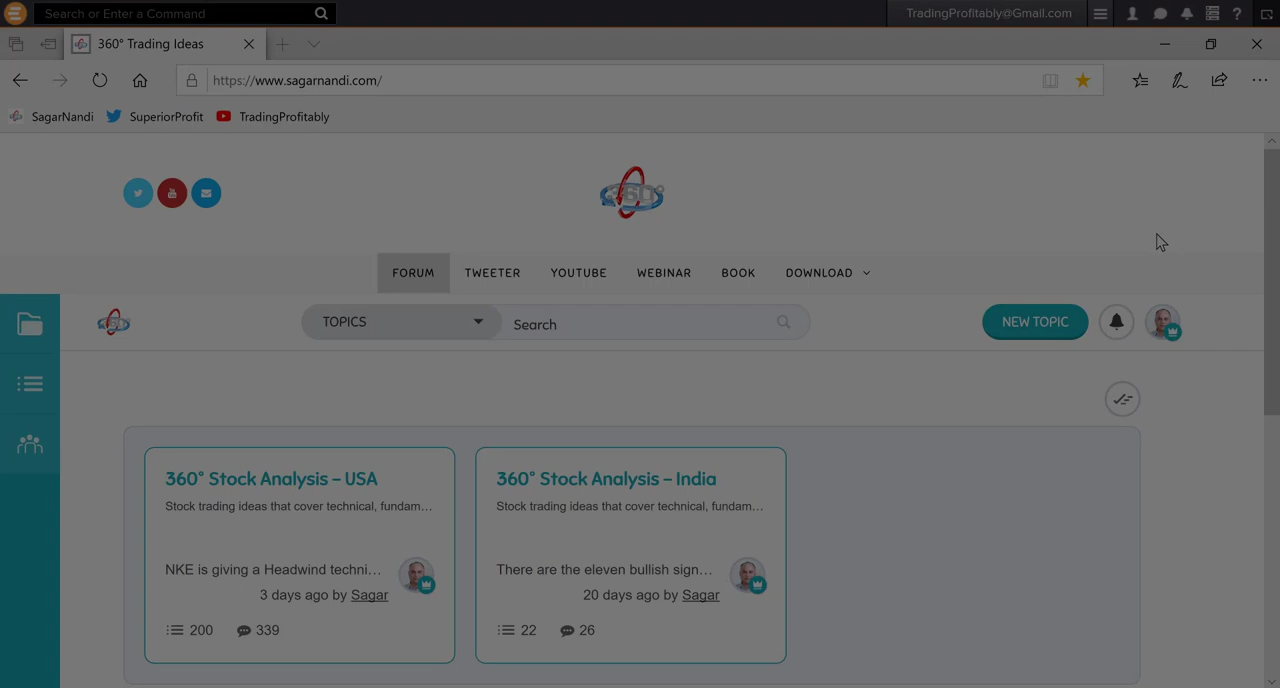 Search or Enter a Command
TradingProfitably@Gmail.com
?
360° Trading Ideas
https://www.sagarnandi.com/
SagarNandi
SuperiorProfit
TradingProfitably
360°
FORUM
TWEETER
YOUTUBE
WEBINAR
BOOK
DOWNLOAD
TOPICS
Search
NEW TOPIC
360° Stock Analysis – USA
Stock trading ideas that cover technical, fundam…
NKE is giving a Headwind techni…
3 days ago by Sagar
200
339
360° Stock Analysis – India
Stock trading ideas that cover technical, fundam…
There are the eleven bullish sign…
20 days ago by Sagar
22
26